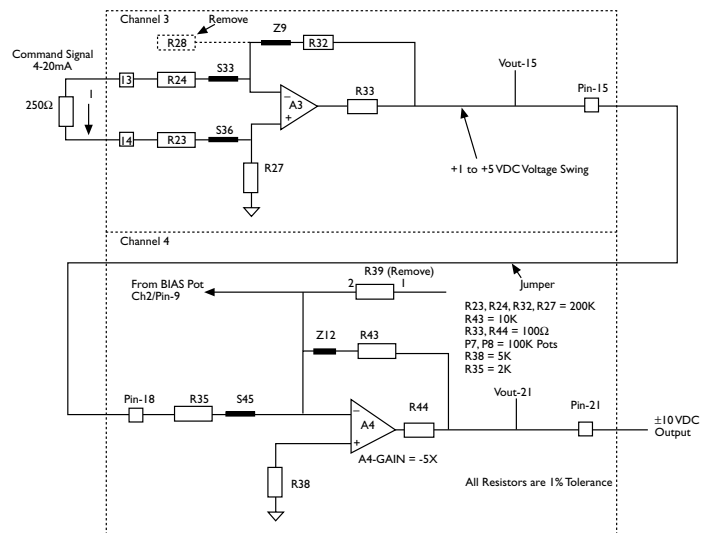 Channel 3
Remove
R28
Z9
R32
Command Signal
4-20mA
13
R24
S33
Vout-15
250Ω
I
A3
−
+
R33
Pin-15
14
R23
S36
R27
+1 to +5 VDC Voltage Swing
Channel 4
From BIAS Pot
Ch2/Pin-9
R39 (Remove)
2
1
Jumper
R23, R24, R32, R27 = 200K
R43 = 10K
R33, R44 = 100Ω
P7, P8 = 100K Pots
R38 = 5K
R35 = 2K
Z12
R43
Pin-18
R35
S45
Vout-21
Pin-21
−
A4
+
R44
±10 VDC
Output
A4-GAIN = -5X
R38
All Resistors are 1% Tolerance